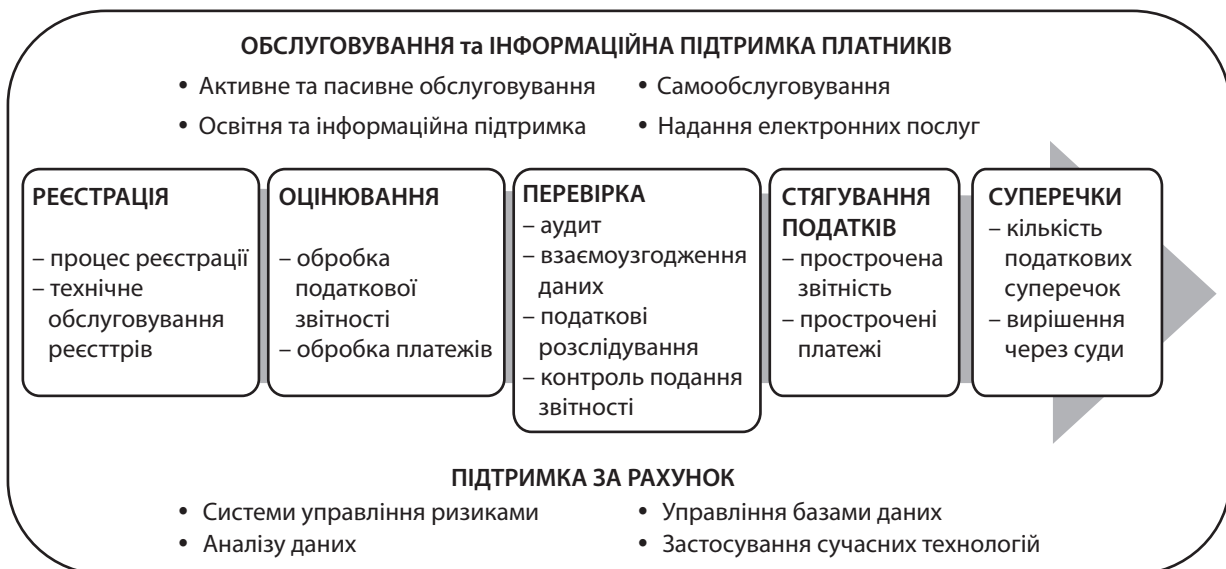 ОБСЛУГОВУВАННЯ та ІНФОРМАЦІЙНА ПІДТРИМКА ПЛАТНИКІВ
• Активне та пасивне обслуговування
• Самообслуговування
• Освітня та інформаційна підтримка
• Надання електронних послуг
РЕЄСТРАЦІЯ
– процес реєстрації
– технічне
обслуговування
реєсттрів
ОЦІНЮВАННЯ
– обробка
податкової
звітності
– обробка платежів
ПЕРЕВІРКА
– аудит
– взаємоузгодження
даних
– податкові
розслідування
– контроль подання
звітності
СТЯГУВАННЯ
ПОДАТКІВ
– прострочена
звітність
– прострочені
платежі
СУПЕРЕЧКИ
– кількість
податкових
суперечок
– вирішення
через суди
ПІДТРИМКА ЗА РАХУНОК
• Системи управління ризиками
• Управління базами даних
• Аналізу даних
• Застосування сучасних технологій